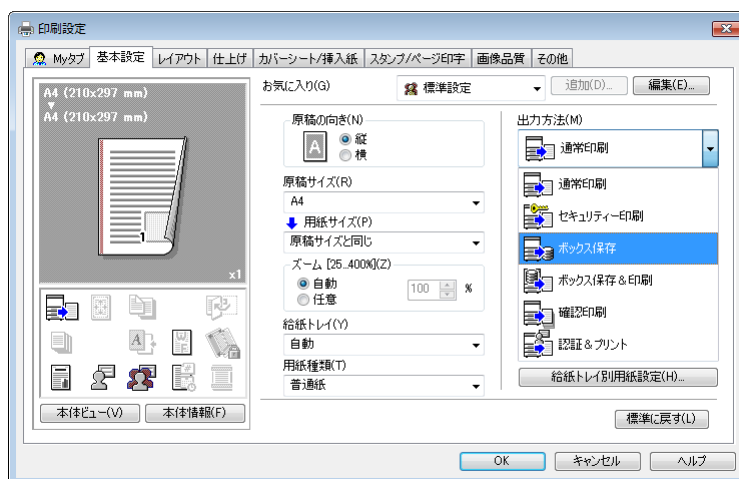 印刷設定
Myタブ 基本設定 レイアウト 仕上げ カバーシート/挿入紙 スタンプ/ページ印字 画像品質 その他
A4 (210x297 mm)
A4 (210x297 mm)
1
x1
本体ビュー(V) 本体情報(F)
お気に入り(G) 標準設定 追加(D)... 編集(E)...
原稿の向き(N)
A
縦
横
原稿サイズ(R)
A4
用紙サイズ(P)
原稿サイズと同じ
ズーム [25..400%](Z)
自動
任意
100 %
給紙トレイ(Y)
自動
用紙種類(T)
普通紙
出力方法(M)
通常印刷
通常印刷
セキュリティー印刷
ボックス保存
ボックス保存&印刷
確認印刷
認証&プリント
給紙トレイ別用紙設定(H)...
標準に戻す(L)
OK キャンセル ヘルプ